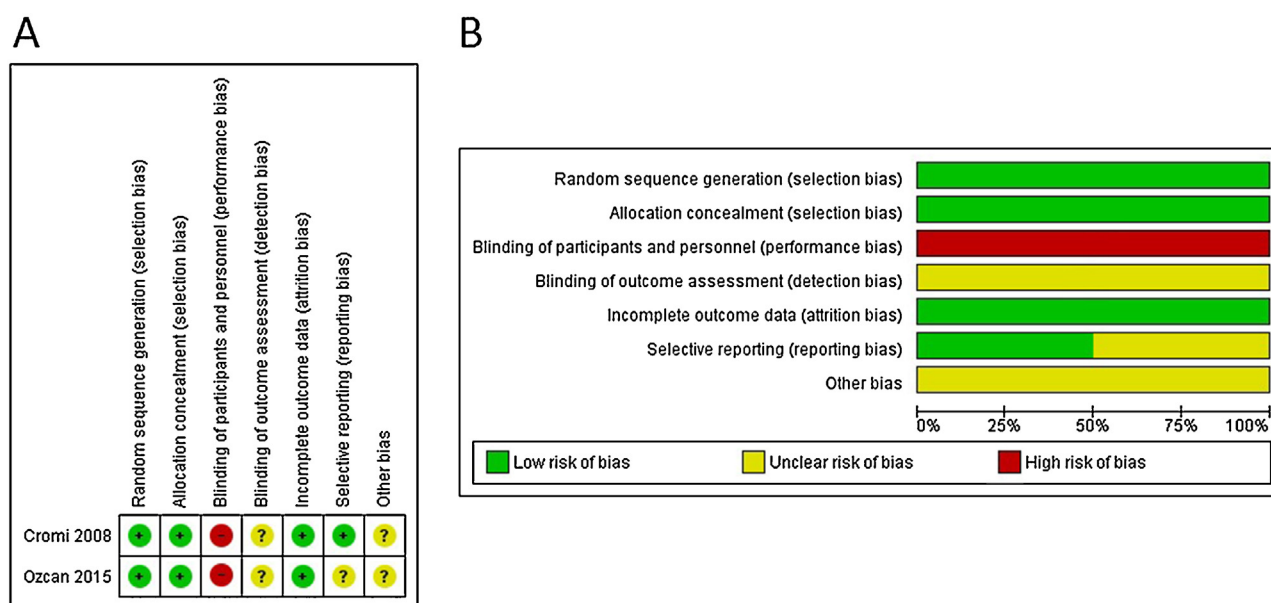 A
Random sequence generation (selection bias)
Allocation concealment (selection bias)
Blinding of participants and personnel (performance bias)
Blinding of outcome assessment (detection bias)
Incomplete outcome data (attrition bias)
Selective reporting (reporting bias)
Other bias
Cromi 2008 + + - ? + + ?
Ozcan 2015 + + - ? + ? ?
B
Random sequence generation (selection bias)
Allocation concealment (selection bias)
Blinding of participants and personnel (performance bias)
Blinding of outcome assessment (detection bias)
Incomplete outcome data (attrition bias)
Selective reporting (reporting bias)
Other bias
0% 25% 50% 75% 100%
Low risk of bias Unclear risk of bias High risk of bias